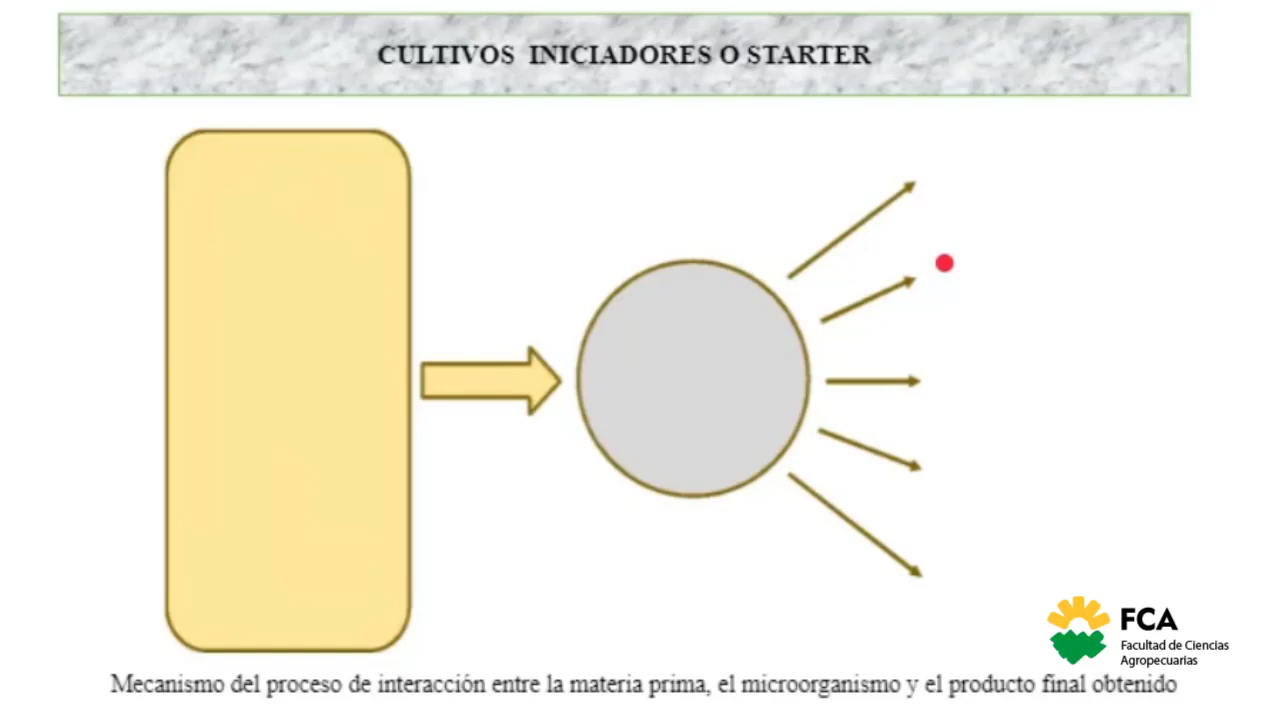 CULTIVOS INICIADORES O STARTER
FCA
Facultad de Ciencias
Agropecuarias
Mecanismo del proceso de interacción entre la materia prima, el microorganismo y el producto final obtenido